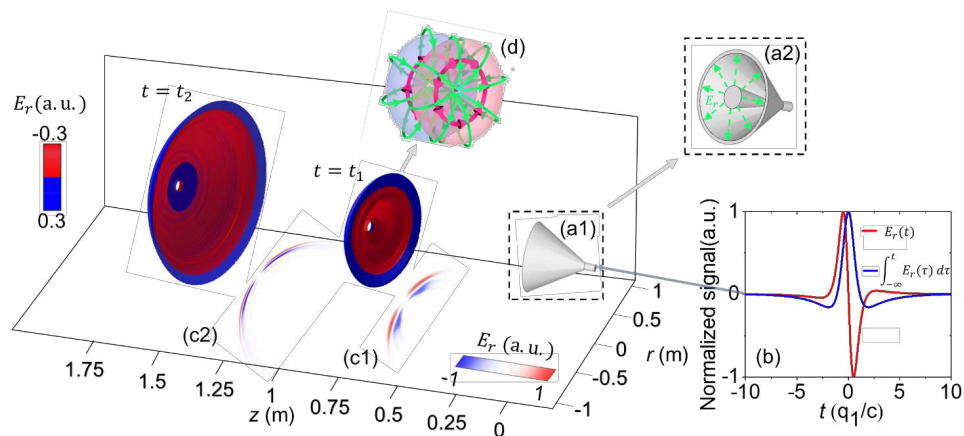 (d)
(a2)
E_r
E_r (a. u.)
-0.3
0.3
t = t_2
t = t_1
(a1)
(c2)
(c1)
E_r (a. u.)
-1
1
1.75
1.5
1.25
1
0.75
0.5
0.25
0
z (m)
1
0.5
0
-0.5
-1
r (m)
Normalized signal(a.u.)
1
0
-1
E_r(t)
∫_{-∞}^{t} E_r(τ) dτ
(b)
-10
-5
0
5
10
t (q_1/c)